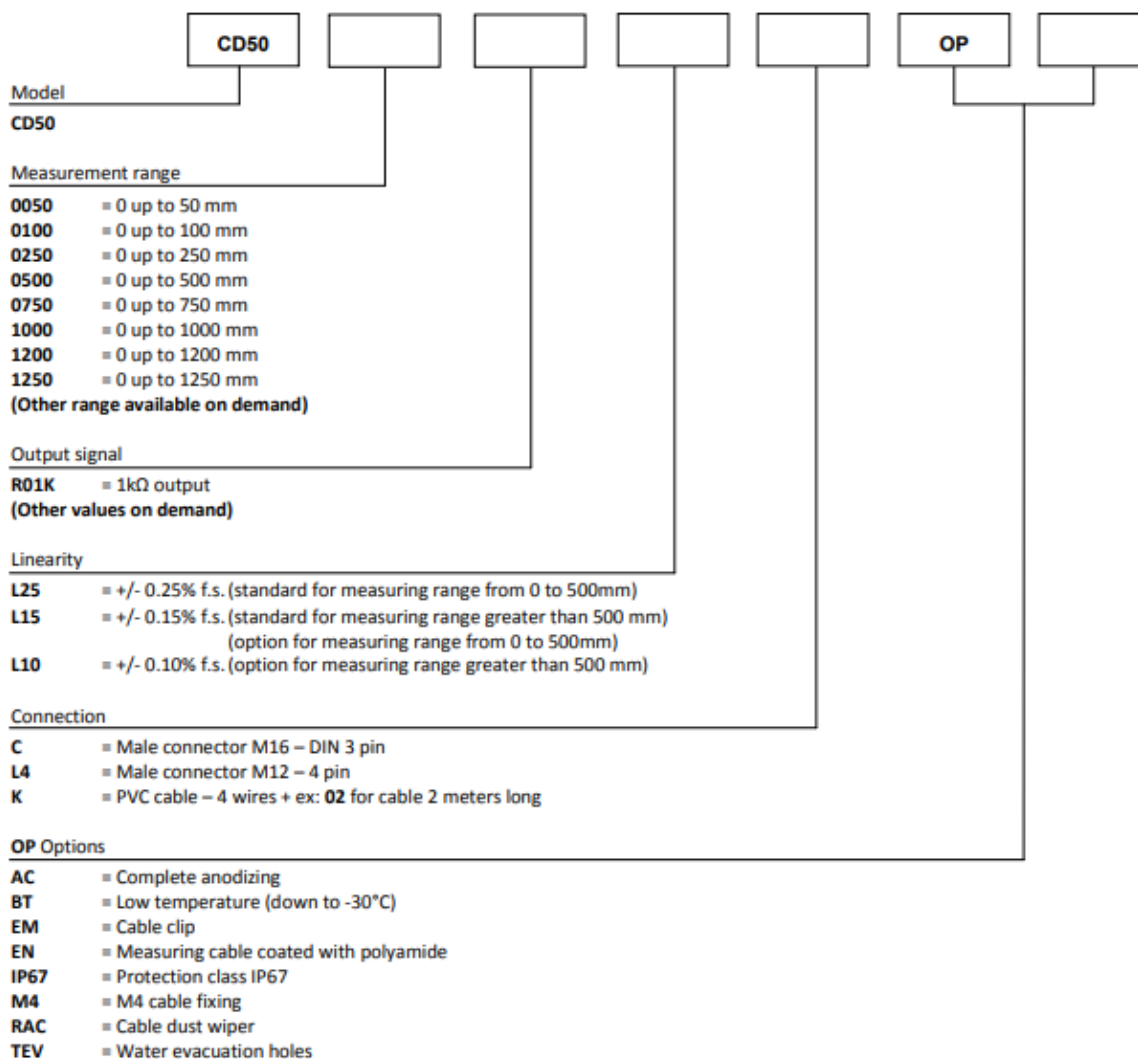 CD50 OP
Model
CD50
Measurement range
0050 = 0 up to 50 mm
0100 = 0 up to 100 mm
0250 = 0 up to 250 mm
0500 = 0 up to 500 mm
0750 = 0 up to 750 mm
1000 = 0 up to 1000 mm
1200 = 0 up to 1200 mm
1250 = 0 up to 1250 mm
(Other range available on demand)
Output signal
R01K = 1kΩ output
(Other values on demand)
Linearity
L25 = +/- 0.25% f.s. (standard for measuring range from 0 to 500mm)
L15 = +/- 0.15% f.s. (standard for measuring range greater than 500 mm)
(option for measuring range from 0 to 500mm)
L10 = +/- 0.10% f.s. (option for measuring range greater than 500 mm)
Connection
C = Male connector M16 – DIN 3 pin
L4 = Male connector M12 – 4 pin
K = PVC cable – 4 wires + ex: 02 for cable 2 meters long
OP Options
AC = Complete anodizing
BT = Low temperature (down to -30°C)
EM = Cable clip
EN = Measuring cable coated with polyamide
IP67 = Protection class IP67
M4 = M4 cable fixing
RAC = Cable dust wiper
TEV = Water evacuation holes